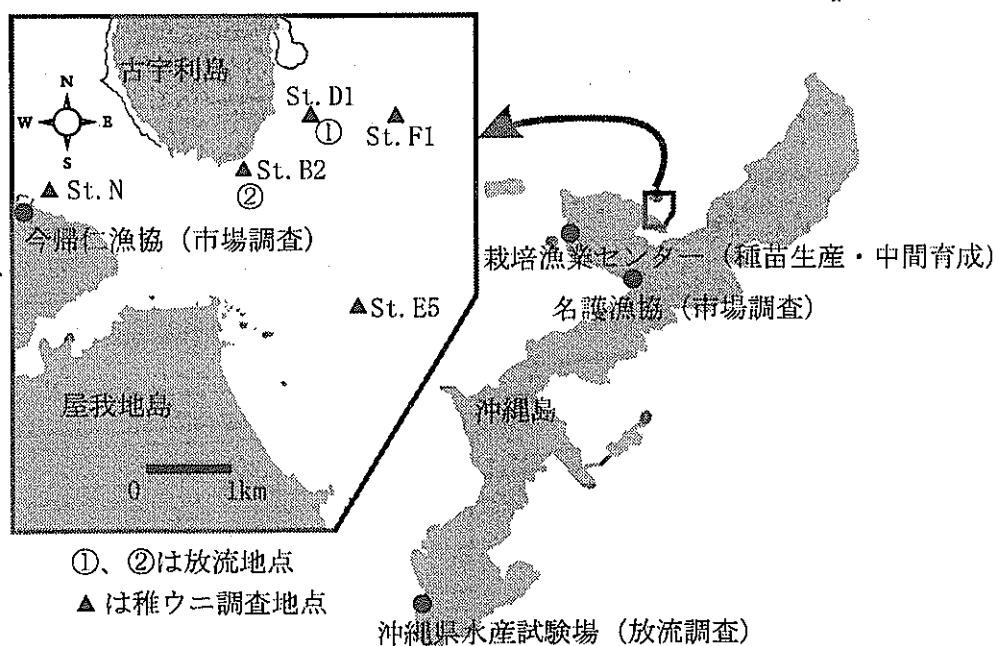 古宇利島
N
W E
S
St. D1
①
St. F1
St. B2
②
St. N
今帰仁漁協（市場調査）
栽培漁業センター（種苗生産・中間育成）
名護漁協（市場調査）
St. E5
屋我地島
沖縄島
0 1km
①、②は放流地点
▲は稚ウニ調査地点
沖縄県水産試験場（放流調査）